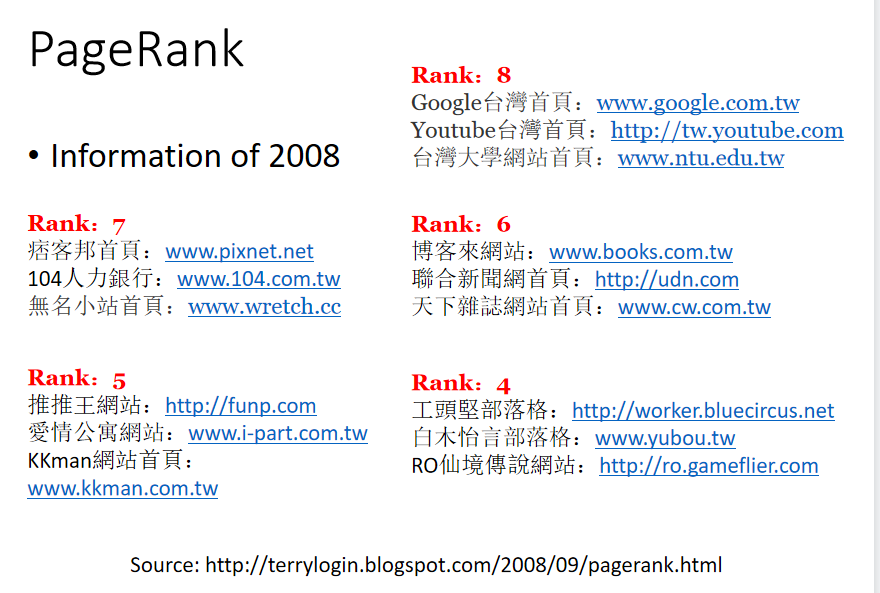 PageRank
• Information of 2008
Rank：8
Google台灣首頁：www.google.com.tw
Youtube台灣首頁：http://tw.youtube.com
台灣大學網站首頁：www.ntu.edu.tw
Rank：7
痞客邦首頁：www.pixnet.net
104人力銀行：www.104.com.tw
無名小站首頁：www.wretch.cc
Rank：6
博客來網站：www.books.com.tw
聯合新聞網首頁：http://udn.com
天下雜誌網站首頁：www.cw.com.tw
Rank：5
推推王網站：http://funp.com
愛情公寓網站：www.i-part.com.tw
KKman網站首頁：
www.kkman.com.tw
Rank：4
工頭堅部落格：http://worker.bluecircus.net
白木怡言部落格：www.yubou.tw
RO仙境傳說網站：http://ro.gameflier.com
Source: http://terrylogin.blogspot.com/2008/09/pagerank.html